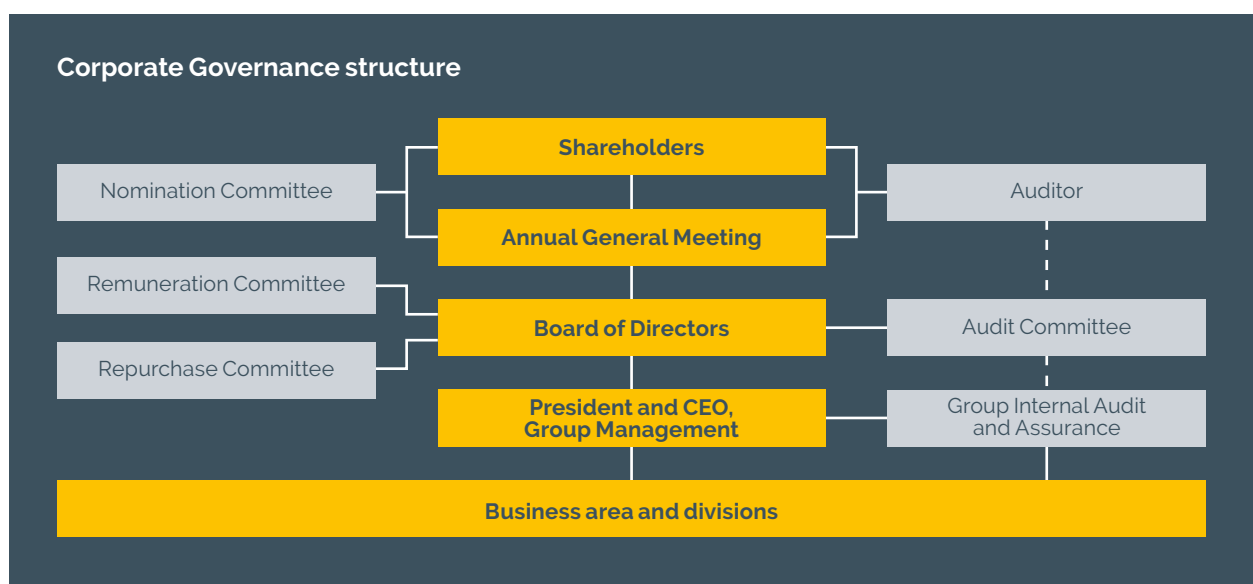 Corporate Governance structure
Shareholders
Nomination Committee
Auditor
Annual General Meeting
Remuneration Committee
Board of Directors
Audit Committee
Repurchase Committee
President and CEO,
Group Management
Group Internal Audit
and Assurance
Business area and divisions